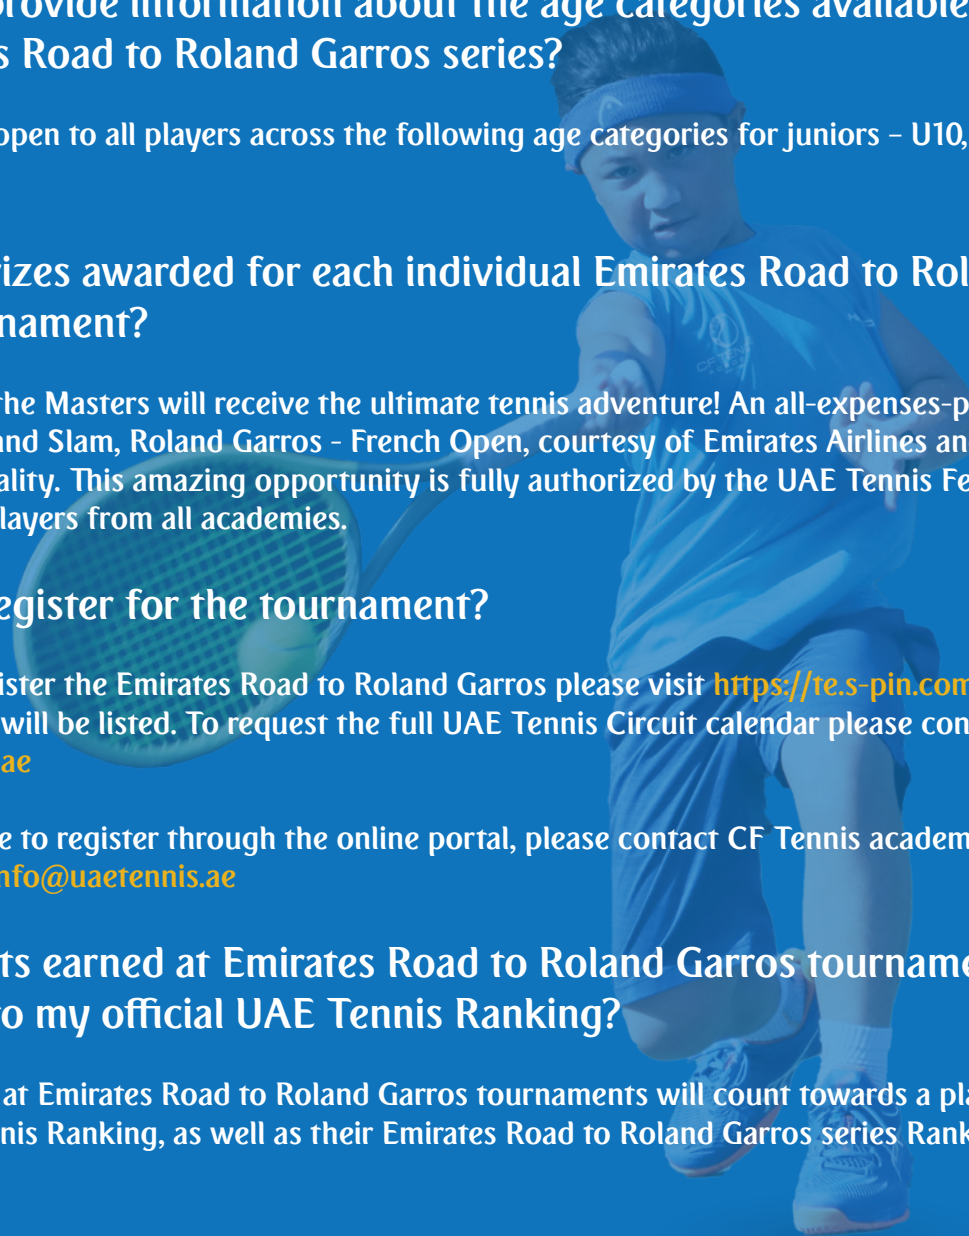 provide information about the age categories available
s Road to Roland Garros series?
open to all players across the following age categories for juniors – U10,
izes awarded for each individual Emirates Road to Rol
nament?
the Masters will receive the ultimate tennis adventure! An all-expenses-p
and Slam, Roland Garros - French Open, courtesy of Emirates Airlines an
ality. This amazing opportunity is fully authorized by the UAE Tennis Fe
layers from all academies.
egister for the tournament?
ister the Emirates Road to Roland Garros please visit https://te.s-pin.com
will be listed. To request the full UAE Tennis Circuit calendar please con
ae
e to register through the online portal, please contact CF Tennis academ
nfo@uaetennis.ae
ts earned at Emirates Road to Roland Garros tourname
o my official UAE Tennis Ranking?
at Emirates Road to Roland Garros tournaments will count towards a pla
nis Ranking, as well as their Emirates Road to Roland Garros series Rank